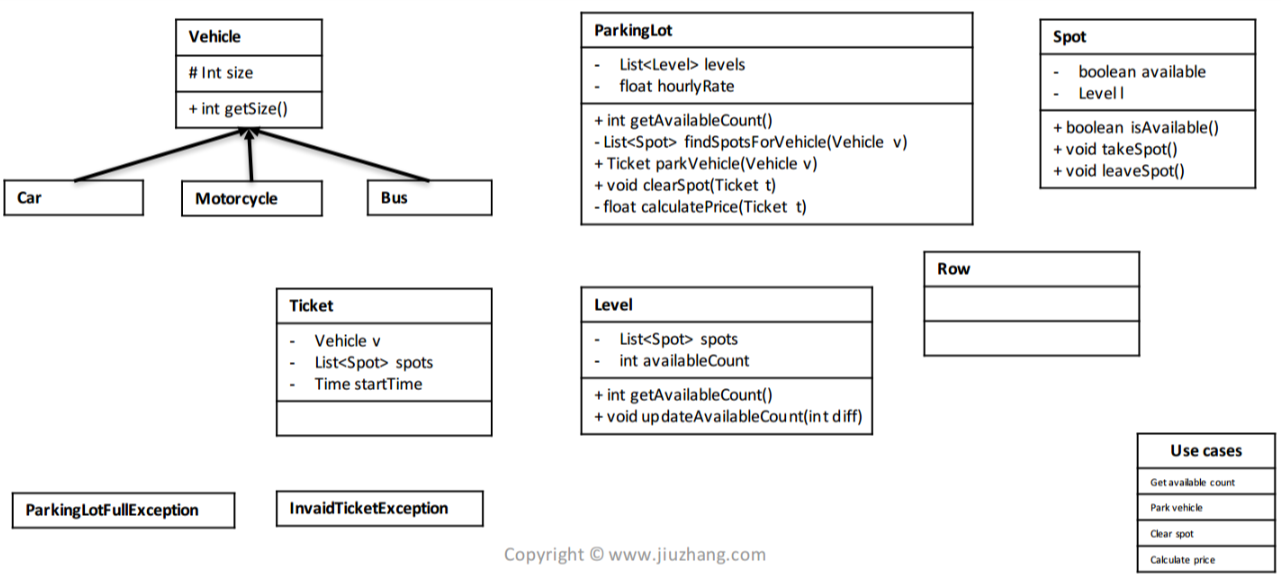 Vehicle
# Int size
+ int getSize()
Car
Motorcycle
Bus
ParkingLot
- List<Level> levels
- float hourlyRate
+ int getAvailableCount()
- List<Spot> findSpotsForVehicle(Vehicle v)
+ Ticket parkVehicle(Vehicle v)
+ void clearSpot(Ticket t)
- float calculatePrice(Ticket t)
Spot
- boolean available
- Level l
+ boolean isAvailable()
+ void takeSpot()
+ void leaveSpot()
Row
Ticket
- Vehicle v
- List<Spot> spots
- Time startTime
Level
- List<Spot> spots
- int availableCount
+ int getAvailableCount()
+ void updateAvailableCount(int diff)
ParkingLotFullException
InvaidTicketException
Use cases
Get available count
Park vehicle
Clear spot
Calculate price
Copyright © www.jiuzhang.com